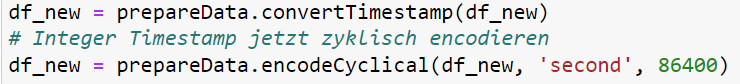 df_new = prepareData.convertTimestamp(df_new)
# Integer Timestamp jetzt zyklisch encodieren
df_new = prepareData.encodeCyclical(df_new, 'second', 86400)